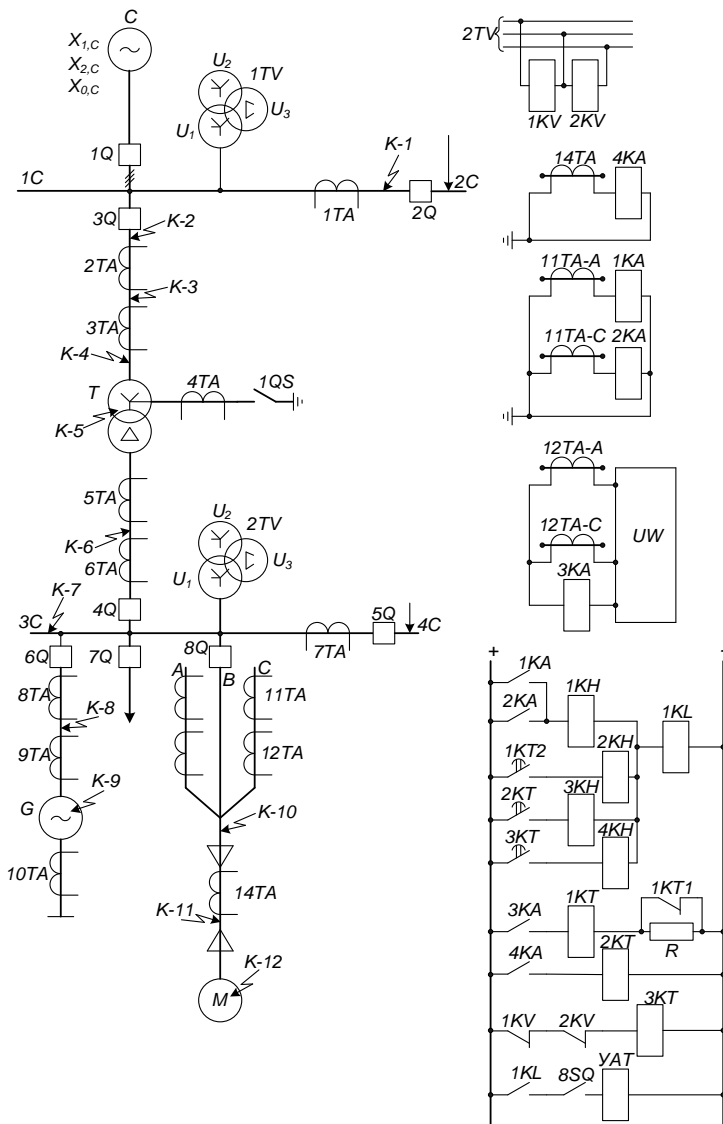 C
X1,C
X2,C
X0,C
U2
1TV
U3
U1
1Q
K-1
1C
2C
1TA
2Q
3Q
K-2
2TA
K-3
3TA
K-4
T
4TA
1QS
K-5
5TA
K-6
6TA
U2
2TV
U3
U1
K-7
4Q
3C
5Q
4C
7TA
6Q
7Q
8Q
A
B
C
8TA
11TA
K-8
9TA
12TA
K-9
G
K-10
10TA
14TA
K-11
K-12
M
2TV
1KV
2KV
14TA
4KA
11TA-A
1KA
11TA-C
2KA
12TA-A
12TA-C
UW
3KA
+
-
1KA
1KH
2KA
1KL
1KT2
2KH
2KT
3KH
3KT
4KH
1KT
1KT1
3KA
R
4KA
2KT
1KV
2KV
3KT
1KL
8SQ
УАТ